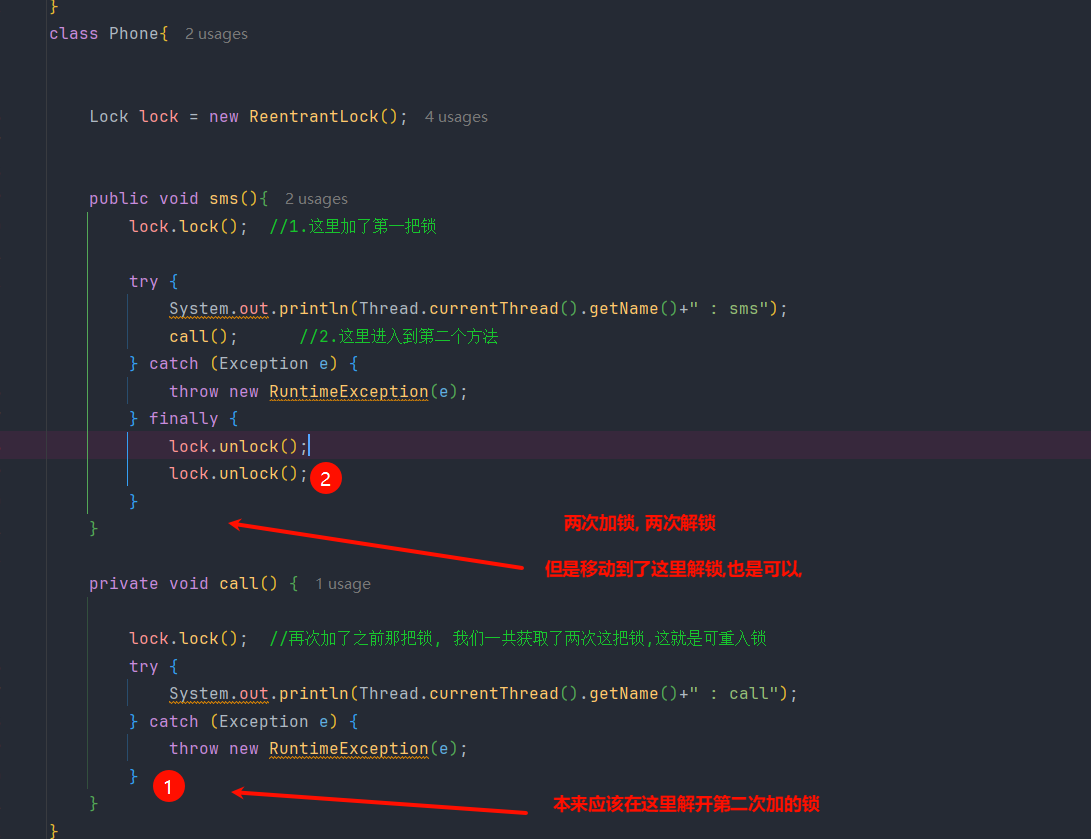 }
class Phone{ 2 usages
Lock lock = new ReentrantLock(); 4 usages
public void sms(){ 2 usages
lock.lock(); //1.这里加了第一把锁
try {
System.out.println(Thread.currentThread().getName()+" : sms");
call(); //2.这里进入到第二个方法
} catch (Exception e) {
throw new RuntimeException(e);
} finally {
lock.unlock();
lock.unlock();
2
}
两次加锁, 两次解锁
}
但是移动到了这里解锁,也是可以,
private void call() { 1 usage
lock.lock(); //再次加了之前那把锁, 我们一共获取了两次这把锁,这就是可重入锁
try {
System.out.println(Thread.currentThread().getName()+" : call");
} catch (Exception e) {
throw new RuntimeException(e);
}
1
}
本来应该在这里解开第二次加的锁
}